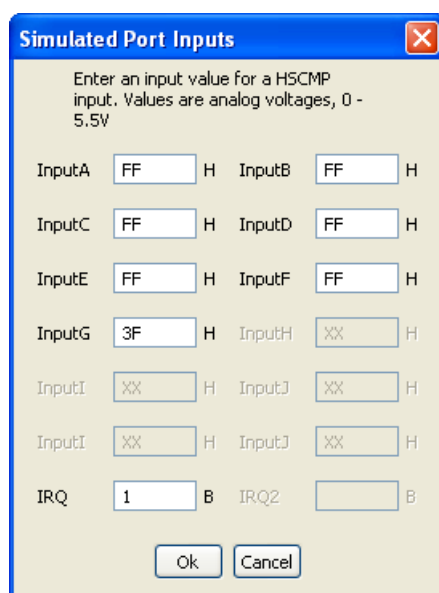 Simulated Port Inputs
Enter an input value for a HSCMP
input. Values are analog voltages, 0 -
5.5V
InputA FF H InputB FF H
InputC FF H InputD FF H
InputE FF H InputF FF H
InputG 3F H InputH XX H
InputI XX H InputJ XX H
InputI XX H InputJ XX H
IRQ 1 B IRQ2 B
Ok Cancel